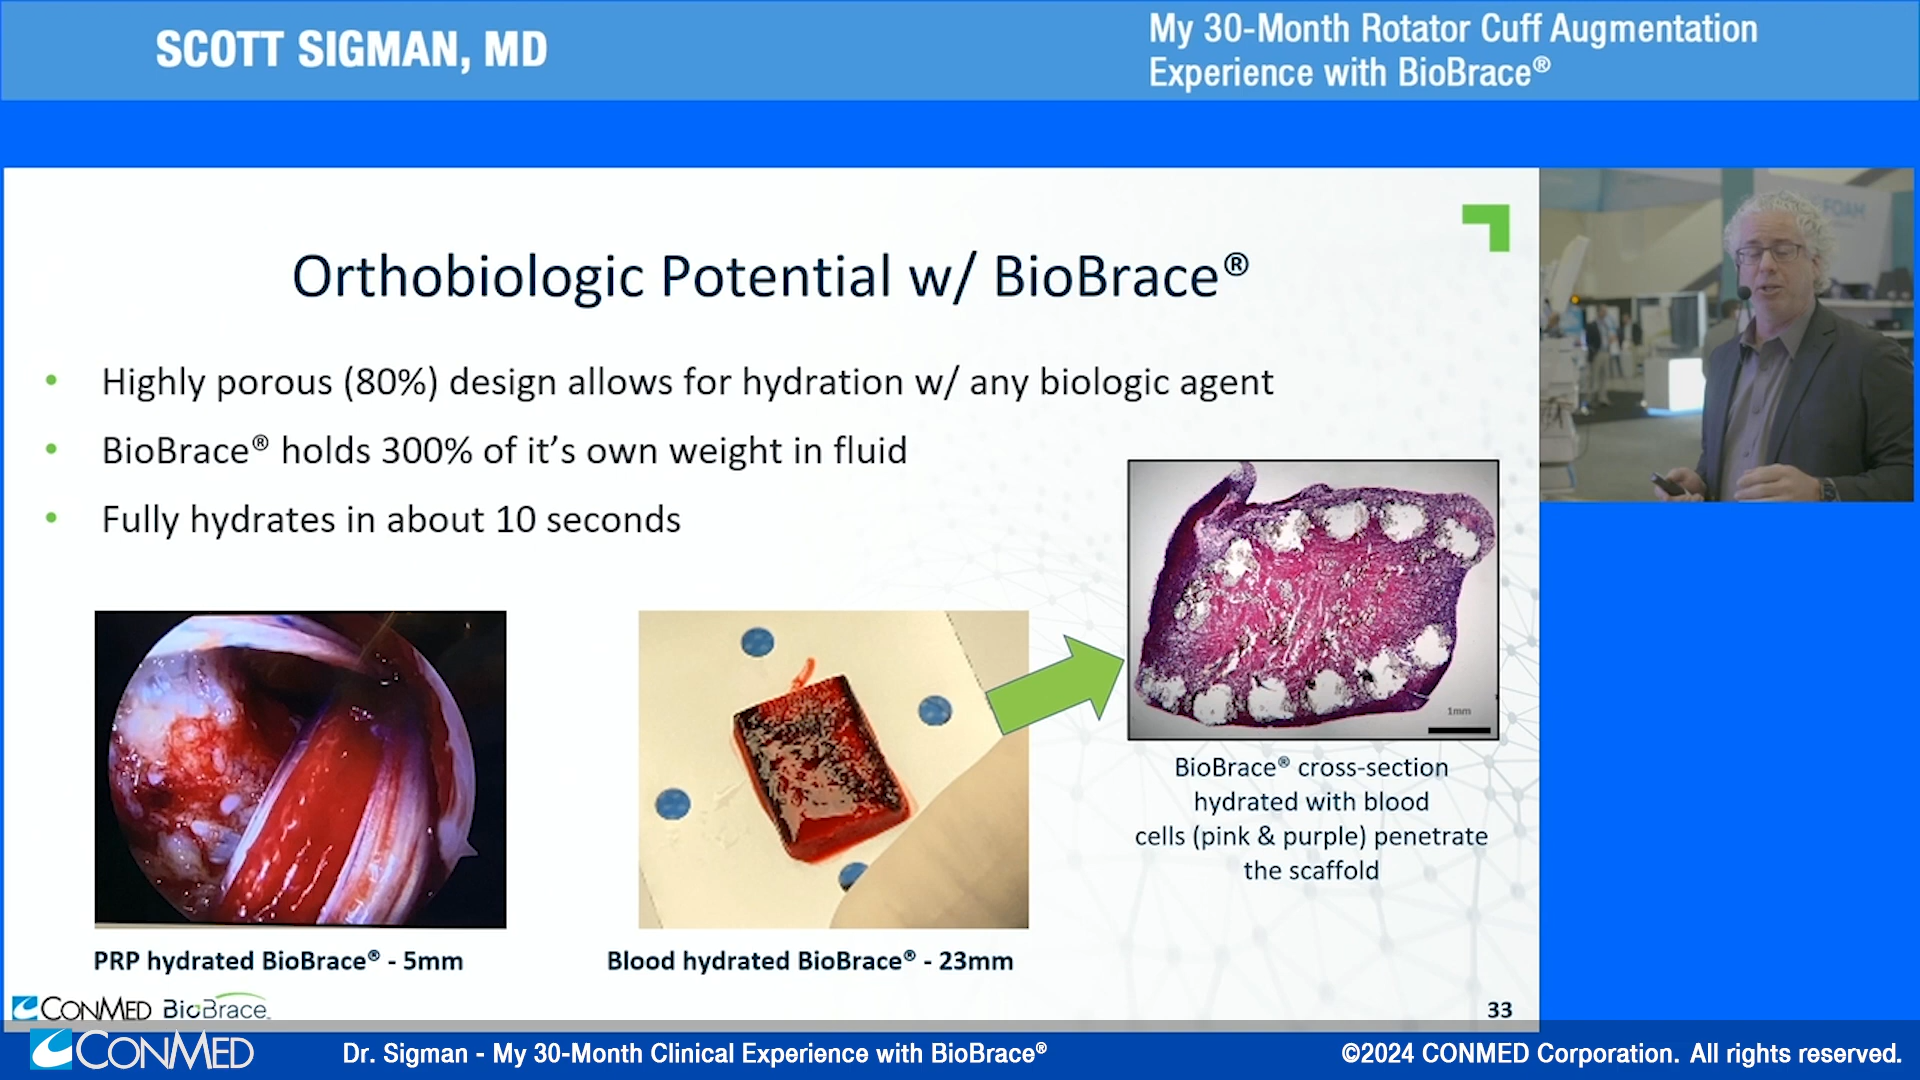 SCOTT SIGMAN, MD
My 30-Month Rotator Cuff Augmentation
Experience with BioBrace®
Orthobiologic Potential w/ BioBrace®
• Highly porous (80%) design allows for hydration w/ any biologic agent
• BioBrace® holds 300% of it's own weight in fluid
• Fully hydrates in about 10 seconds
FOAM
1mm
BioBrace® cross-section
hydrated with blood
cells (pink & purple) penetrate
the scaffold
PRP hydrated BioBrace® - 5mm
Blood hydrated BioBrace® - 23mm
CONMED BioBrace
33
CONMED
Dr. Sigman - My 30-Month Clinical Experience with BioBrace®
©2024 CONMED Corporation. All rights reserved.